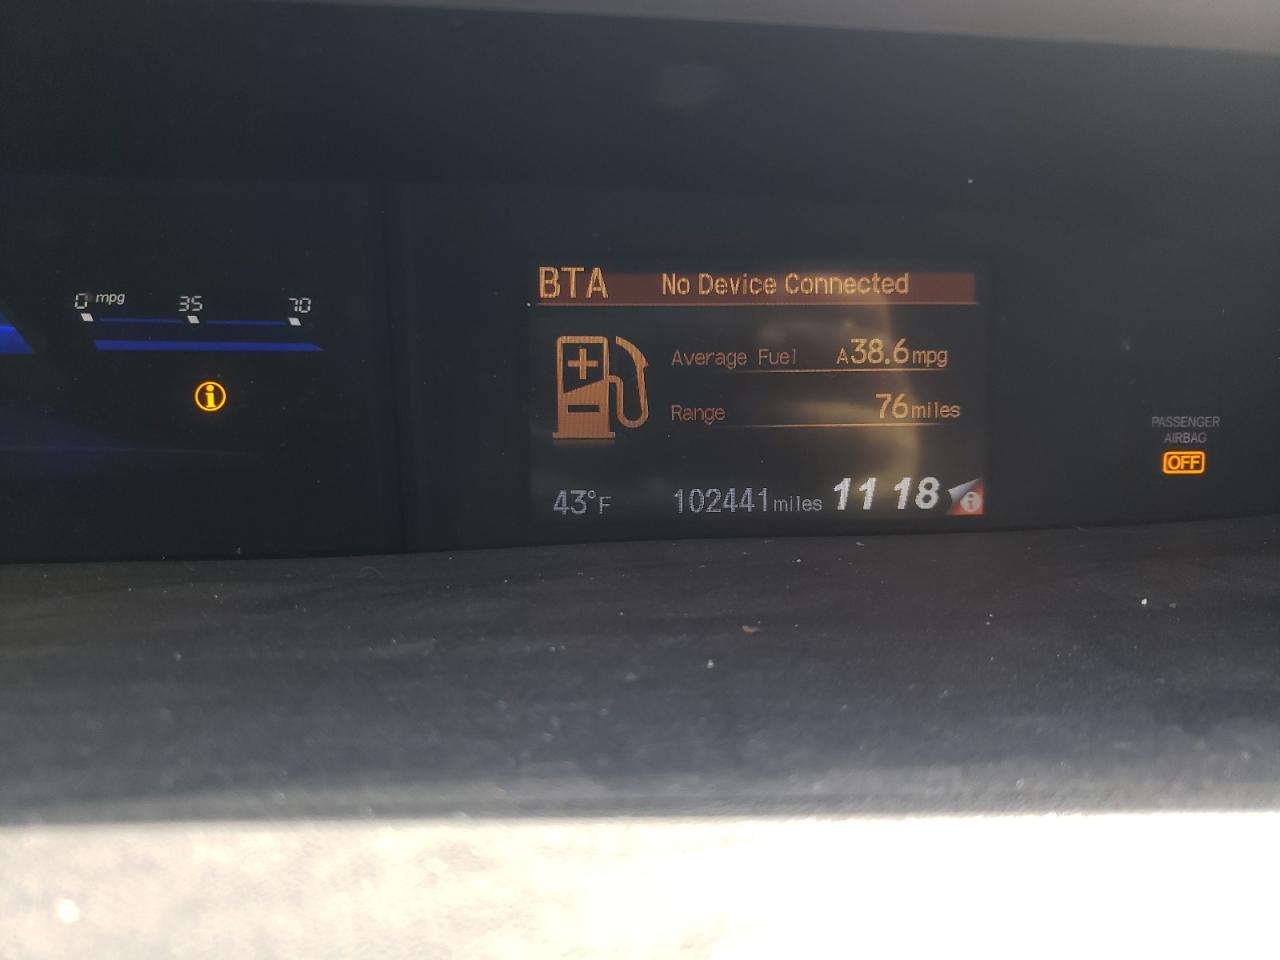 0 mpg 35 70
i
BTA No Device Connected
Average Fuel A38.6mpg
Range 76miles
43°F 102441miles 11 18 i
PASSENGER
AIRBAG
OFF